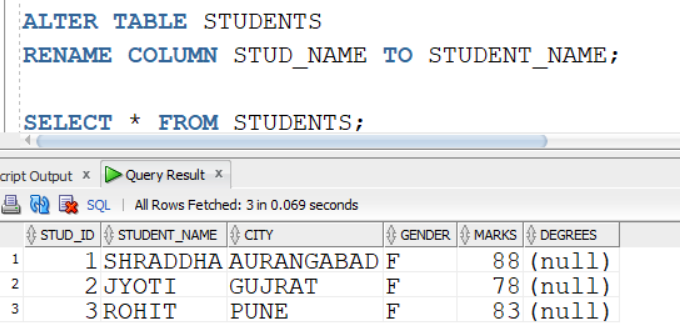 ALTER TABLE STUDENTS
RENAME COLUMN STUD_NAME TO STUDENT_NAME;
SELECT * FROM STUDENTS;
cript Output x Query Result x
SQL | All Rows Fetched: 3 in 0.069 seconds
STUD_ID STUDENT_NAME CITY GENDER MARKS DEGREES
1 1 SHRADDHA AURANGABAD F 88 (null)
2 2 JYOTI GUJRAT F 78 (null)
3 3 ROHIT PUNE F 83 (null)